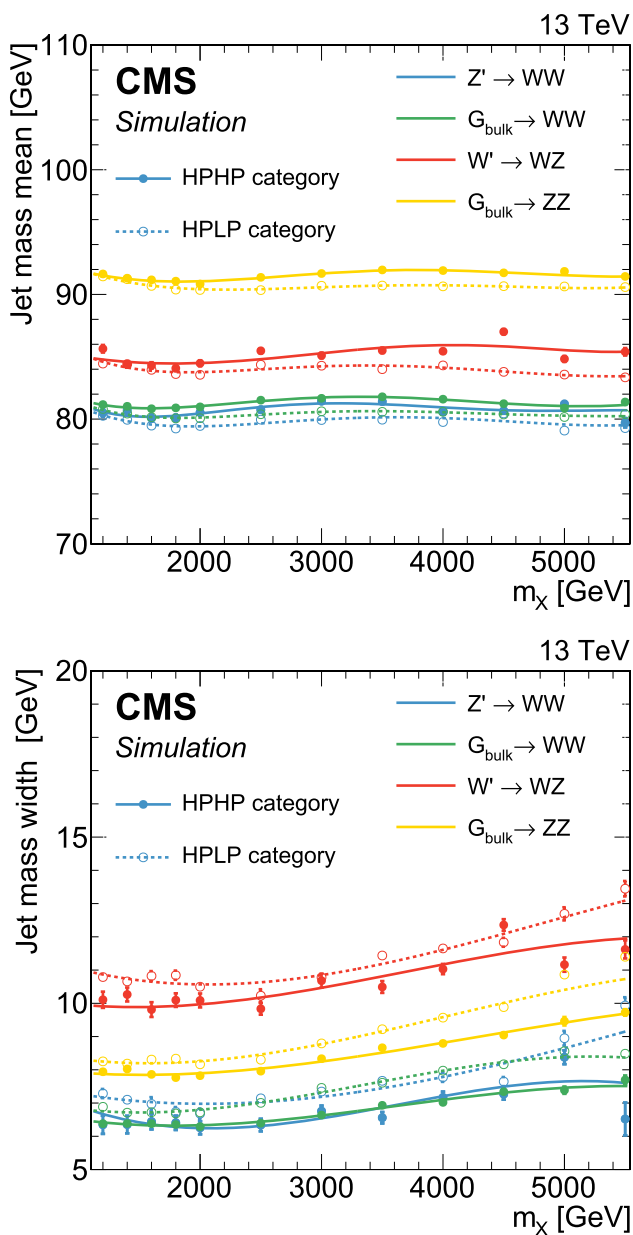 13 TeV
110
100
90
80
70
Jet mass mean [GeV]
CMS
Simulation
HPHP category
HPLP category
Z' → WW
G_bulk → WW
W' → WZ
G_bulk → ZZ
2000 3000 4000 5000
m_X [GeV]
13 TeV
20
15
10
5
Jet mass width [GeV]
CMS
Simulation
HPHP category
HPLP category
Z' → WW
G_bulk → WW
W' → WZ
G_bulk → ZZ
2000 3000 4000 5000
m_X [GeV]